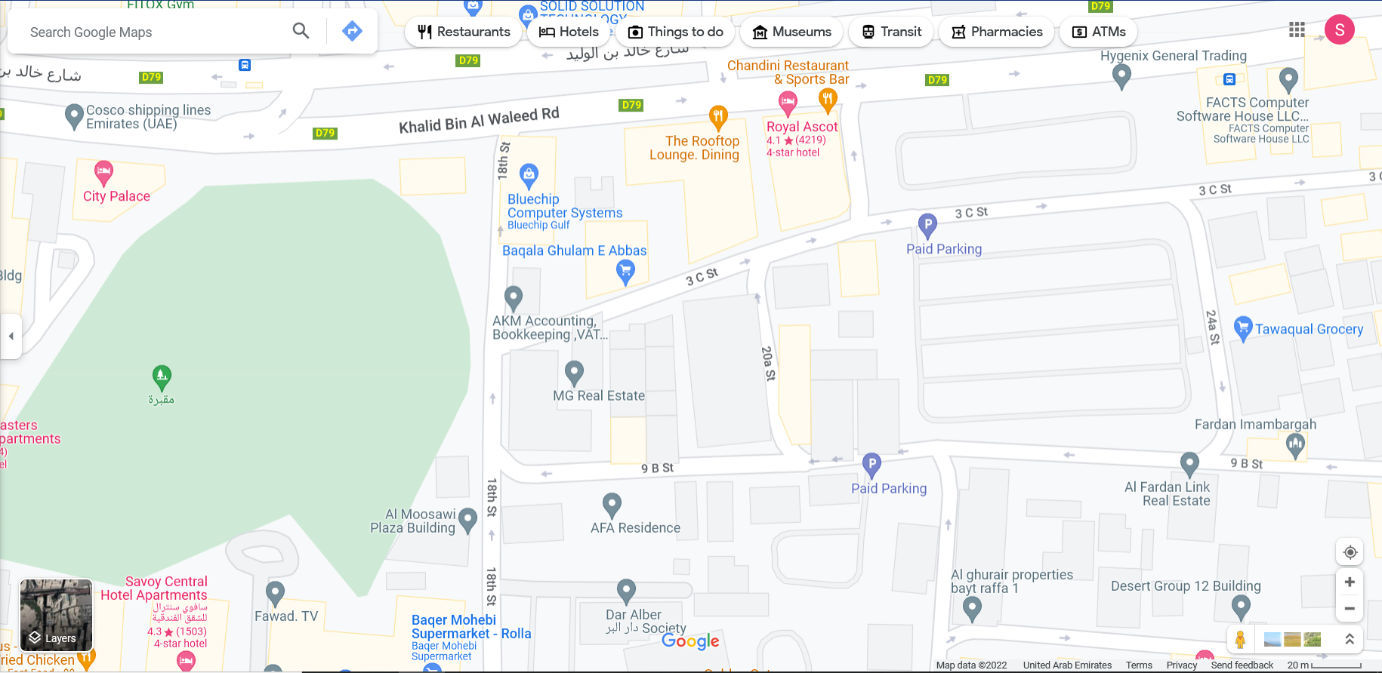 FITOX Gym
SOLID SOLUTION
TECHNOLOGY
D79
Search Google Maps
Restaurants
Hotels
Things to do
Museums
Transit
Pharmacies
ATMs
S
شارع خالد بن الوليد
D79
D79
شارع خالد بن
Chandini Restaurant
& Sports Bar
D79
Hygenix General Trading
Cosco shipping lines
Emirates (UAE)
D79
D79
Khalid Bin Al Waleed Rd
FACTS Computer
Software House LLC...
FACTS Computer
Software House LLC
The Rooftop
Lounge. Dining
Royal Ascot
4.1 ★ (4219)
4-star hotel
18th St
City Palace
Bluechip
Computer Systems
Bluechip Gulf
3 C St
3 C St
3 C
P
Paid Parking
Baqala Ghulam E Abbas
3 C St
Bldg
AKM Accounting,
Bookkeeping ,VAT...
24a St
Tawaqual Grocery
20a St
MG Real Estate
مقبرة
asters
partments
4)
el
Fardan Imambargah
9 B St
9 B St
P
Paid Parking
Al Fardan Link
Real Estate
18th St
Al Moosawi
Plaza Building
AFA Residence
18th St
Savoy Central
Hotel Apartments
سافوي سنترال
للشقق الفندقية
4.3 ★ (1503)
4-star hotel
Fawad. TV
Al ghurair properties
bayt raffa 1
Desert Group 12 Building
Baqer Mohebi
Supermarket - Rolla
Baqer Mohebi
Supermarket
Dar Alber
Society دار البر
Google
Layers
us -
ried Chicken
Map data ©2022
United Arab Emirates
Terms
Privacy
Send feedback
20 m